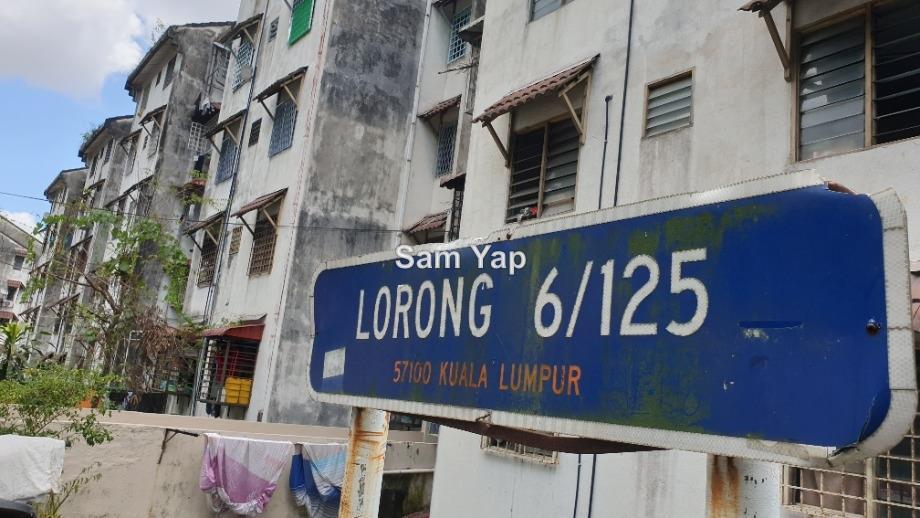 Sam Yap
LORONG 6/125
57100 KUALA LUMPUR